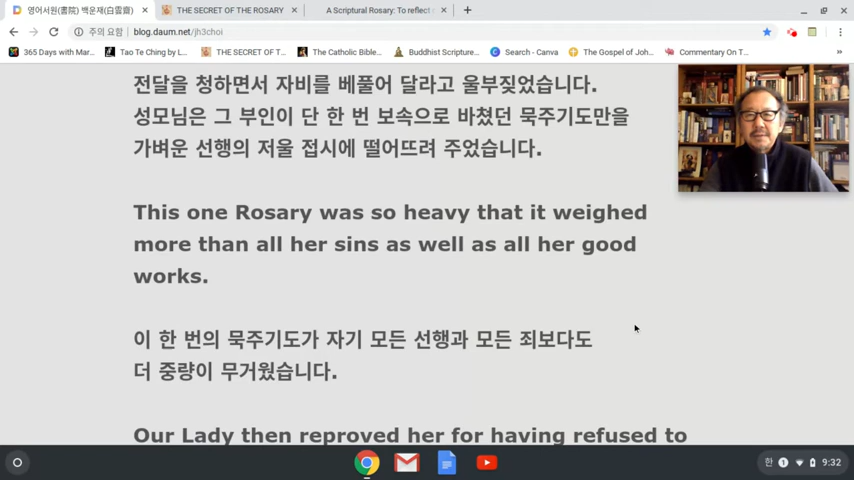 영어서원(書院) 백운재(白雲齋)
THE SECRET OF THE ROSARY
A Scriptural Rosary: To reflect
주의 요함
blog.daum.net/jh3choi
365 Days with Mar...
Tao Te Ching by L...
THE SECRET OF T...
The Catholic Bible...
Buddhist Scripture...
Search - Canva
The Gospel of Joh...
Commentary On T...
전달을 청하면서 자비를 베풀어 달라고 울부짖었습니다.
성모님은 그 부인이 단 한 번 보속으로 바쳤던 묵주기도만을
가벼운 선행의 저울 접시에 떨어뜨려 주었습니다.
This one Rosary was so heavy that it weighed
more than all her sins as well as all her good
works.
이 한 번의 묵주기도가 자기 모든 선행과 모든 죄보다도
더 중량이 무거웠습니다.
Our Lady then reproved her for having refused to
한
1
9:32